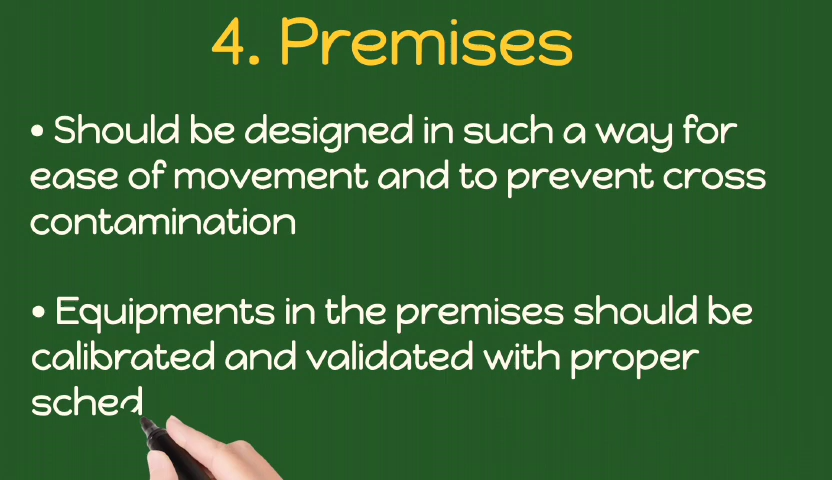 4. Premises
• Should be designed in such a way for
ease of movement and to prevent cross
contamination
• Equipments in the premises should be
calibrated and validated with proper
sched